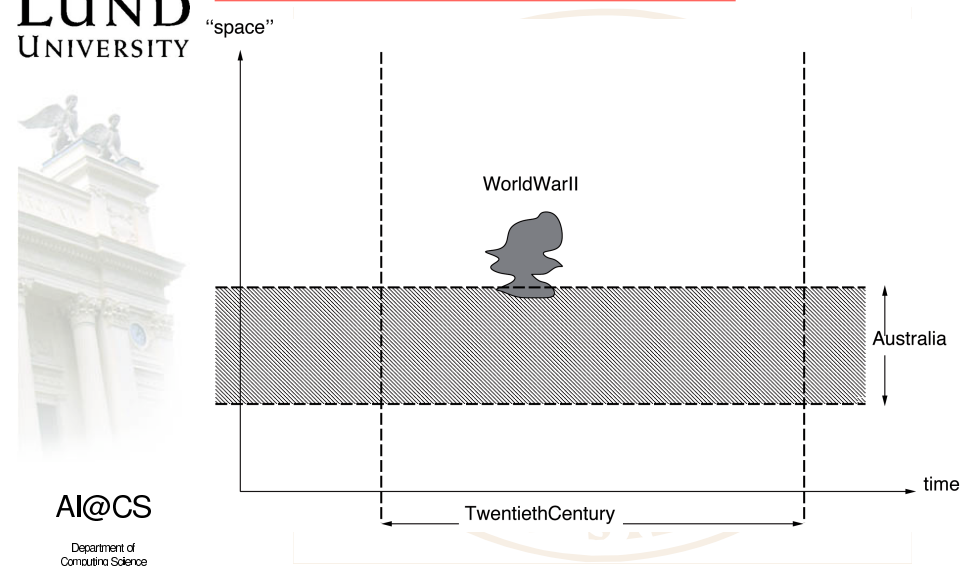 LUND
UNIVERSITY
“space”
WorldWarII
Australia
time
TwentiethCentury
AI@CS
Department of
Computing Science